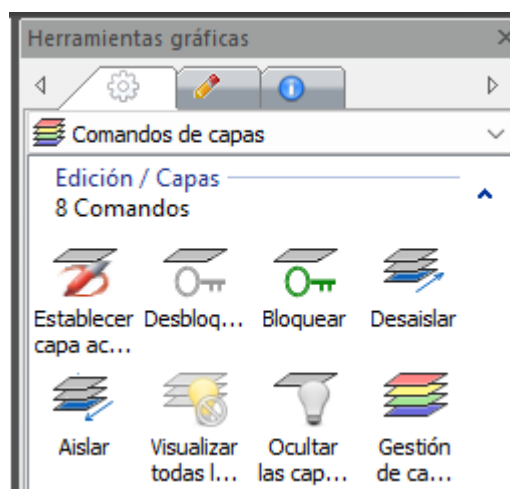 Herramientas gráficas
Comandos de capas
Edición / Capas
8 Comandos
Establecer Desbloq... Bloquear Desaislar
capa ac...
Aislar Visualizar Ocultar Gestión
todas l... las cap... de ca...